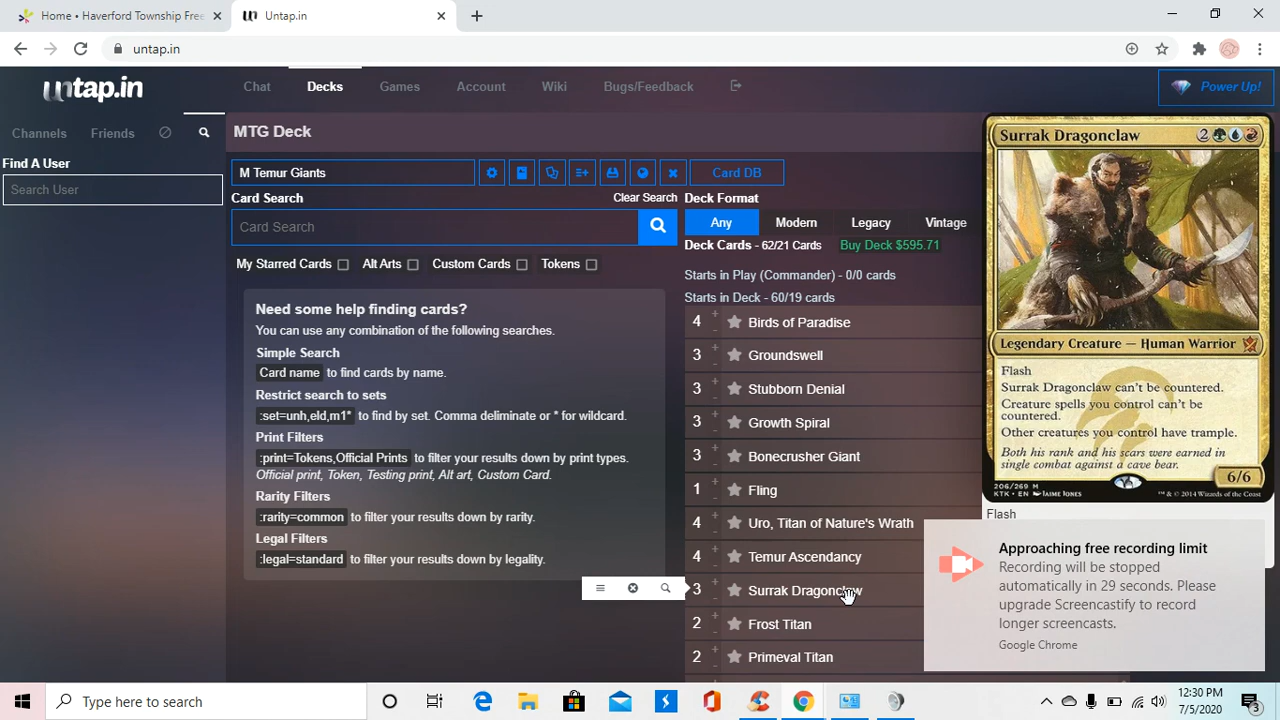 Home • Haverford Township Free
Untap.in
untap.in
untap.in
Chat
Decks
Games
Account
Wiki
Bugs/Feedback
Power Up!
Channels
Friends
Find A User
Search User
MTG Deck
M Temur Giants
Card DB
Card Search
Clear Search
Card Search
My Starred Cards
Alt Arts
Custom Cards
Tokens
Need some help finding cards?
You can use any combination of the following searches.
Simple Search
Card name to find cards by name.
Restrict search to sets
:set=unh,eld,m1* to find by set. Comma deliminate or * for wildcard.
Print Filters
:print=Tokens,Official Prints to filter your results down by print types.
Official print, Token, Testing print, Alt art, Custom Card.
Rarity Filters
:rarity=common to filter your results down by rarity.
Legal Filters
:legal=standard to filter your results down by legality.
Deck Format
Any
Modern
Legacy
Vintage
Deck Cards - 62/21 Cards
Buy Deck $595.71
Starts in Play (Commander) - 0/0 cards
Starts in Deck - 60/19 cards
4 Birds of Paradise
3 Groundswell
3 Stubborn Denial
3 Growth Spiral
3 Bonecrusher Giant
1 Fling
4 Uro, Titan of Nature's Wrath
4 Temur Ascendancy
3 Surrak Dragonclaw
2 Frost Titan
2 Primeval Titan
Surrak Dragonclaw
2
Legendary Creature — Human Warrior
Flash
Surrak Dragonclaw can't be countered.
Creature spells you control can't be
countered.
Other creatures you control have trample.
Both his rank and his scars were earned in
single combat against a cave bear.
6/6
206/269 M
KTK • EN JAIME JONES
™ & © 2014 Wizards of the Coast
Flash
Approaching free recording limit
Recording will be stopped
automatically in 29 seconds. Please
upgrade Screencastify to record
longer screencasts.
Google Chrome
Type here to search
12:30 PM
7/5/2020
3